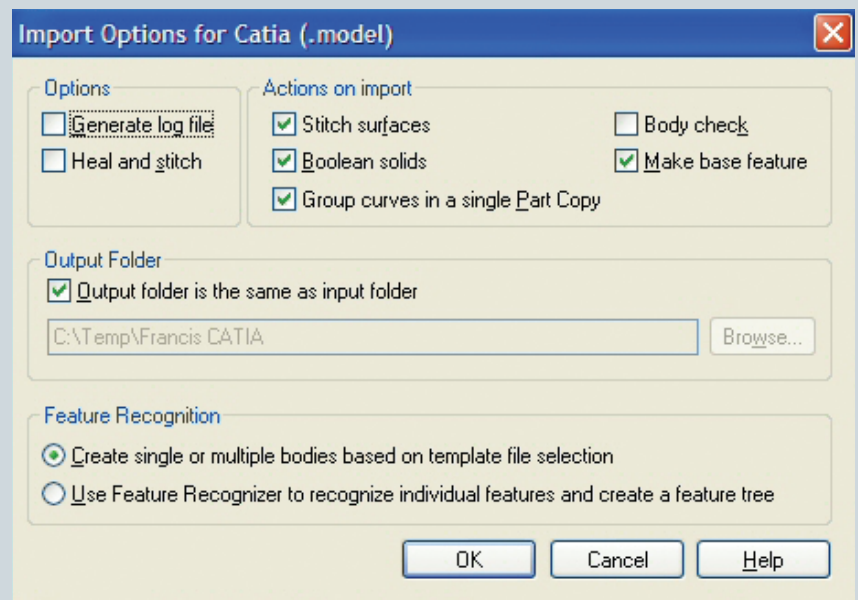 Import Options for Catia (.model)
Options
Generate log file
Heal and stitch
Actions on import
Stitch surfaces
Boolean solids
Group curves in a single Part Copy
Body check
Make base feature
Output Folder
Output folder is the same as input folder
C:\Temp\Francis CATIA
Browse...
Feature Recognition
Create single or multiple bodies based on template file selection
Use Feature Recognizer to recognize individual features and create a feature tree
OK
Cancel
Help